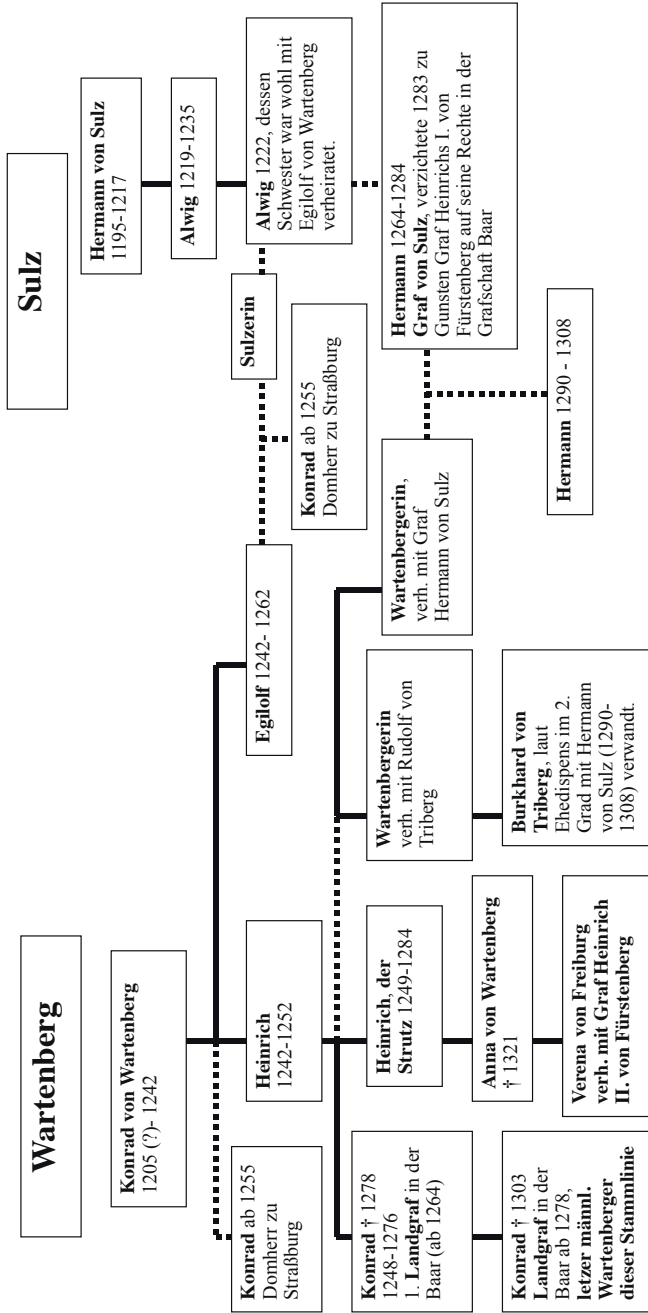 Wartenberg
Konrad von Wartenberg
1205 (?)- 1242
Konrad ab 1255
Domherr zu
Straßburg
Heinrich
1242-1252
Egilolf 1242- 1262
Konrad † 1278
1248-1276
1. Landgraf in der
Baar (ab 1264)
Heinrich, der
Strutz 1249-1284
Wartenbergerin
verh. mit Rudolf von
Triberg
Wartenbergerin,
verh. mit Graf
Hermann von Sulz
Konrad † 1303
Landgraf in der
Baar ab 1278,
letzer männl.
Wartenberger
dieser Stammlinie
Anna von Wartenberg
† 1321
Verena von Freiburg
verh. mit Graf Heinrich
II. von Fürstenberg
Burkhard von
Triberg, laut
Ehedispens im 2.
Grad mit Hermann
von Sulz (1290-
1308) verwandt.
Sulz
Hermann von Sulz
1195-1217
Alwig 1219-1235
Sulzerin
Alwig 1222, dessen
Schwester war wohl mit
Egilolf von Wartenberg
verheiratet.
Konrad ab 1255
Domherr zu Straßburg
Hermann 1264-1284
Graf von Sulz, verzichtete 1283 zu
Gunsten Graf Heinrichs I. von
Fürstenberg auf seine Rechte in der
Grafschaft Baar
Hermann 1290 - 1308